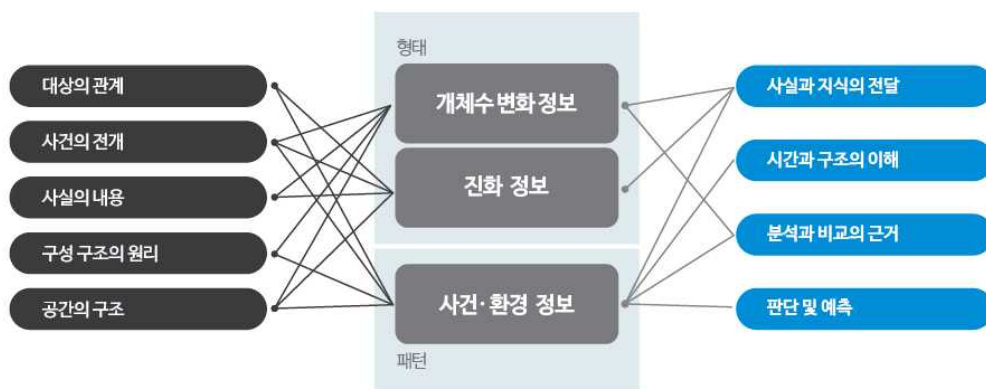 형태
대상의 관계
사건의 전개
사실의 내용
구성 구조의 원리
공간의 구조
개체수 변화 정보
진화 정보
사건·환경 정보
패턴
사실과 지식의 전달
시간과 구조의 이해
분석과 비교의 근거
판단 및 예측